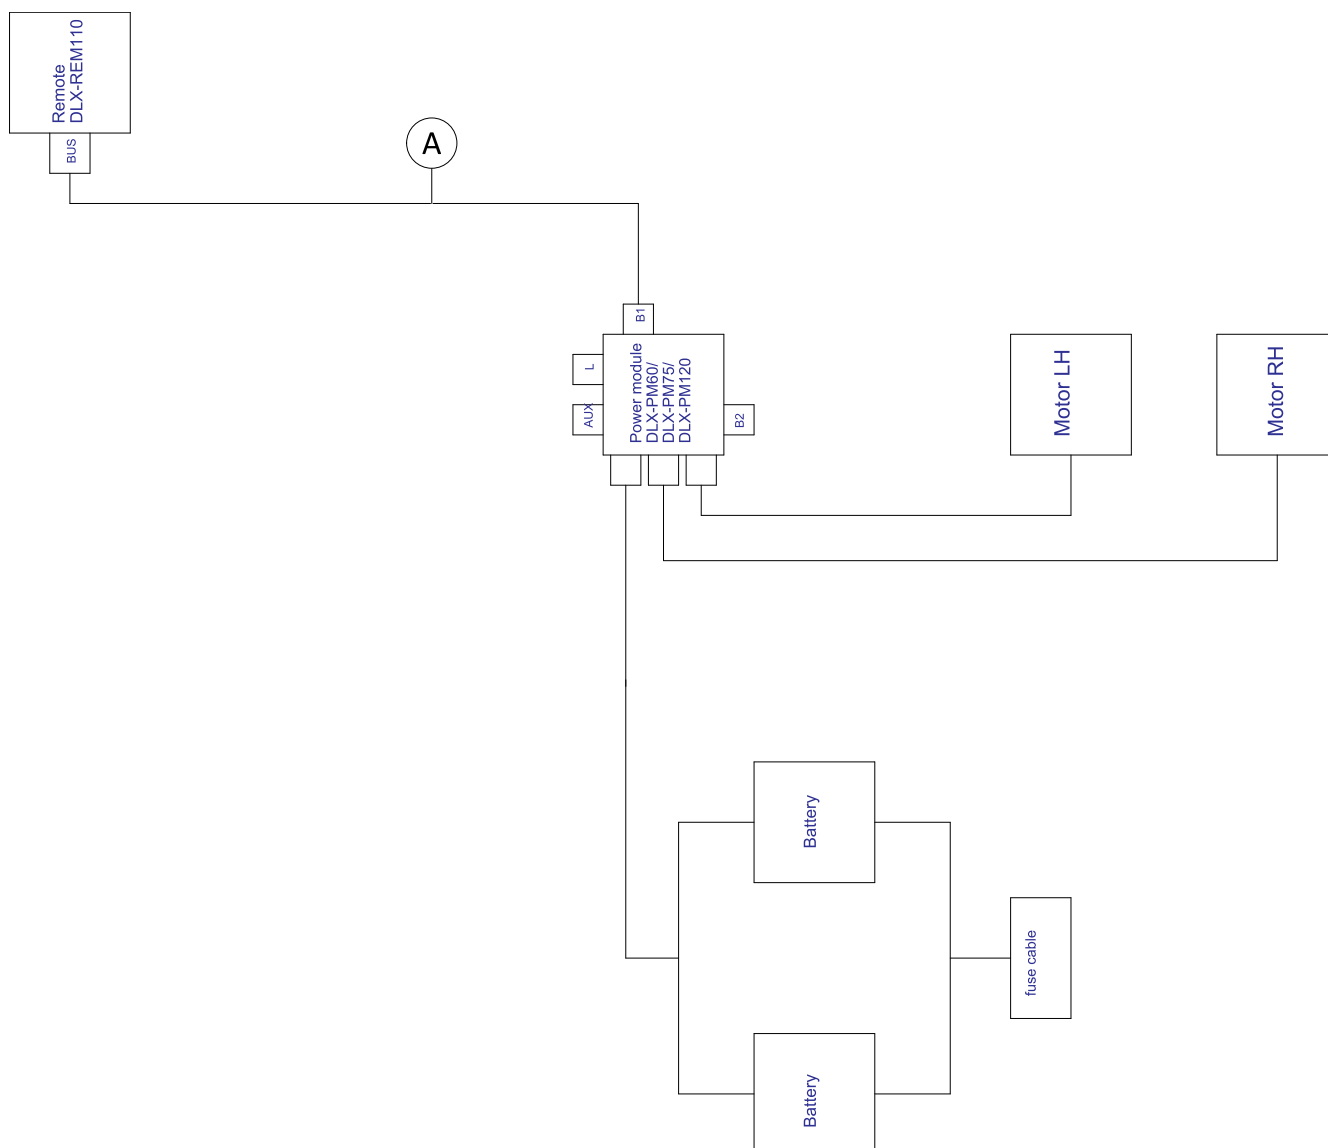 Remote
DLX-REM110
BUS
A
B1
L
AUX
Power module
DLX-PM60/
DLX-PM75/
DLX-PM120
B2
Motor LH
Motor RH
Battery
fuse cable
Battery